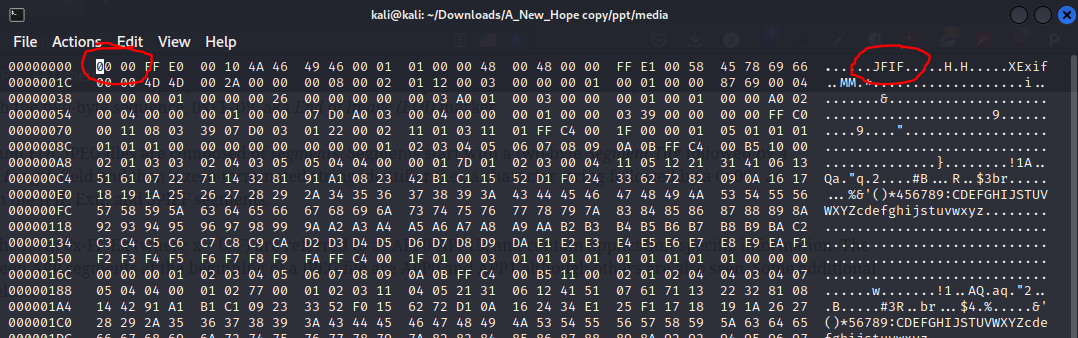 kali@kali: ~/Downloads/A_New_Hope copy/ppt/media
File Actions Edit View Help
00000000 00 00 FF E0 00 10 4A 46 49 46 00 01 01 00 00 48 00 48 00 00 FF E1 00 58 45 78 69 66 ......JFIF.....H.H.....XExif
0000001C 00 00 4D 4D 00 2A 00 00 00 08 00 02 01 12 00 03 00 00 00 01 00 01 00 00 87 69 00 04 ..MM.*...................i..
00000038 00 00 00 01 00 00 00 26 00 00 00 00 00 03 A0 01 00 03 00 00 00 01 00 01 00 00 A0 02 .......&....................
00000054 00 04 00 00 00 01 00 00 07 D0 A0 03 00 04 00 00 00 01 00 00 03 39 00 00 00 00 FF C0 .....................9......
00000070 00 11 08 03 39 07 D0 03 01 22 00 02 11 01 03 11 01 FF C4 00 1F 00 00 01 05 01 01 01 ....9...."..................
0000008C 01 01 01 00 00 00 00 00 00 00 00 01 02 03 04 05 06 07 08 09 0A 0B FF C4 00 B5 10 00 ............................
000000A8 02 01 03 03 02 04 03 05 05 04 04 00 00 01 7D 01 02 03 00 04 11 05 12 21 31 41 06 13 ..............}........!1A..
000000C4 51 61 07 22 71 14 32 81 91 A1 08 23 42 B1 C1 15 52 D1 F0 24 33 62 72 82 09 0A 16 17 Qa."q.2....#B...R..$3br.....
000000E0 18 19 1A 25 26 27 28 29 2A 34 35 36 37 38 39 3A 43 44 45 46 47 48 49 4A 53 54 55 56 ...%&'()*456789:CDEFGHIJSTUV
000000FC 57 58 59 5A 63 64 65 66 67 68 69 6A 73 74 75 76 77 78 79 7A 83 84 85 86 87 88 89 8A WXYZcdefghijstuvwxyz........
00000118 92 93 94 95 96 97 98 99 9A A2 A3 A4 A5 A6 A7 A8 A9 AA B2 B3 B4 B5 B6 B7 B8 B9 BA C2 ............................
00000134 C3 C4 C5 C6 C7 C8 C9 CA D2 D3 D4 D5 D6 D7 D8 D9 DA E1 E2 E3 E4 E5 E6 E7 E8 E9 EA F1 ............................
00000150 F2 F3 F4 F5 F6 F7 F8 F9 FA FF C4 00 1F 01 00 03 01 01 01 01 01 01 01 01 01 00 00 00 ............................
0000016C 00 00 00 01 02 03 04 05 06 07 08 09 0A 0B FF C4 00 B5 11 00 02 01 02 04 04 03 04 07 ............................
00000188 05 04 04 00 01 02 77 00 01 02 03 11 04 05 21 31 06 12 41 51 07 61 71 13 22 32 81 08 ......w.......!1..AQ.aq."2..
000001A4 14 42 91 A1 B1 C1 09 23 33 52 F0 15 62 72 D1 0A 16 24 34 E1 25 F1 17 18 19 1A 26 27 .B.....#3R..br...$4.%.....&'
000001C0 28 29 2A 35 36 37 38 39 3A 43 44 45 46 47 48 49 4A 53 54 55 56 57 58 59 5A 63 64 65 ()*56789:CDEFGHIJSTUVWXYZcde